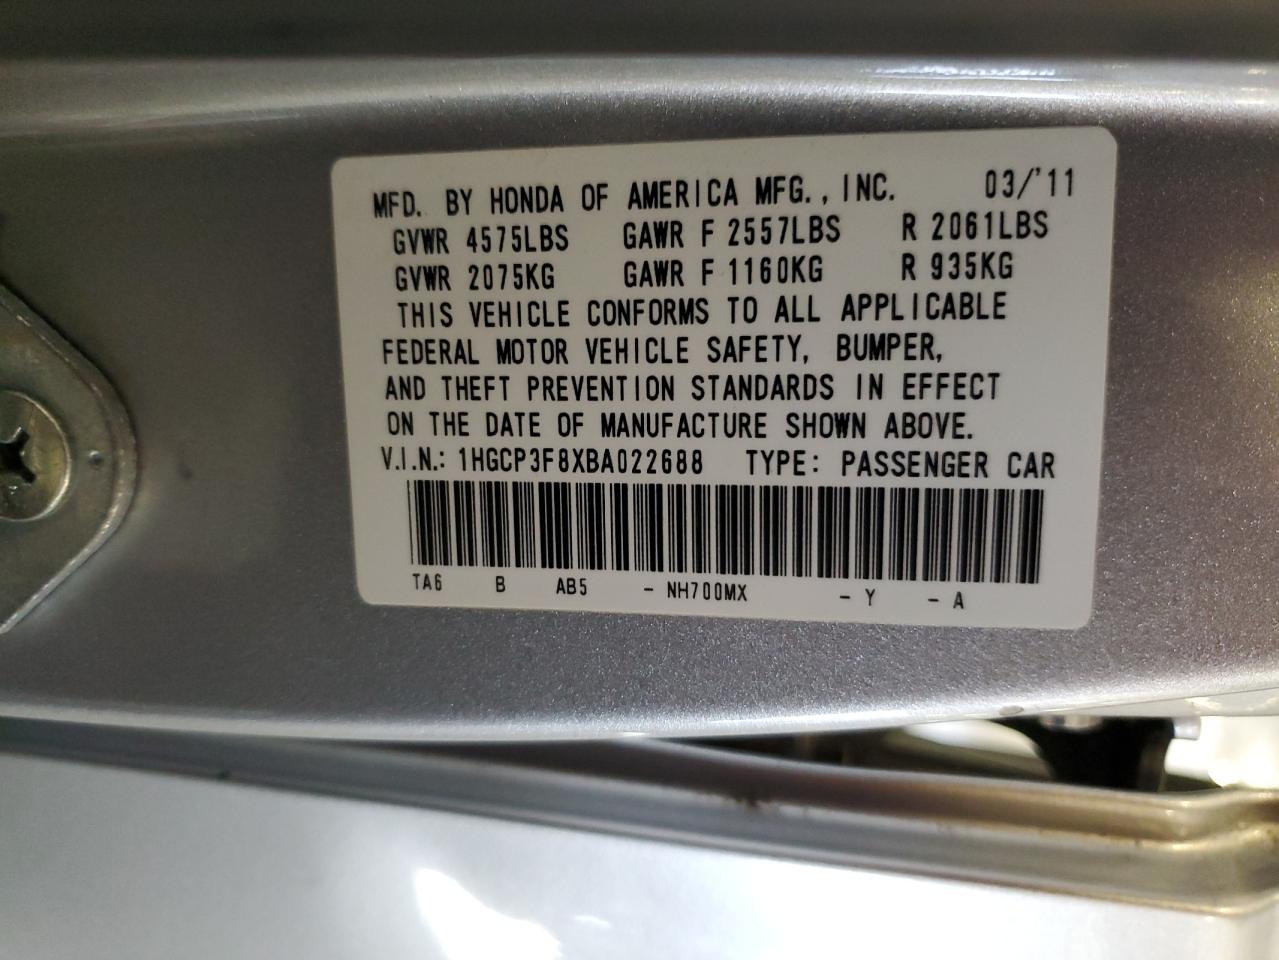 MFD. BY HONDA OF AMERICA MFG., INC. 03/'11
GVWR 4575LBS GAWR F 2557LBS R 2061LBS
GVWR 2075KG GAWR F 1160KG R 935KG
THIS VEHICLE CONFORMS TO ALL APPLICABLE
FEDERAL MOTOR VEHICLE SAFETY, BUMPER,
AND THEFT PREVENTION STANDARDS IN EFFECT
ON THE DATE OF MANUFACTURE SHOWN ABOVE.
V.I.N.: 1HGCP3F8XBA022688 TYPE: PASSENGER CAR
TA6 B AB5 - NH700MX - Y - A